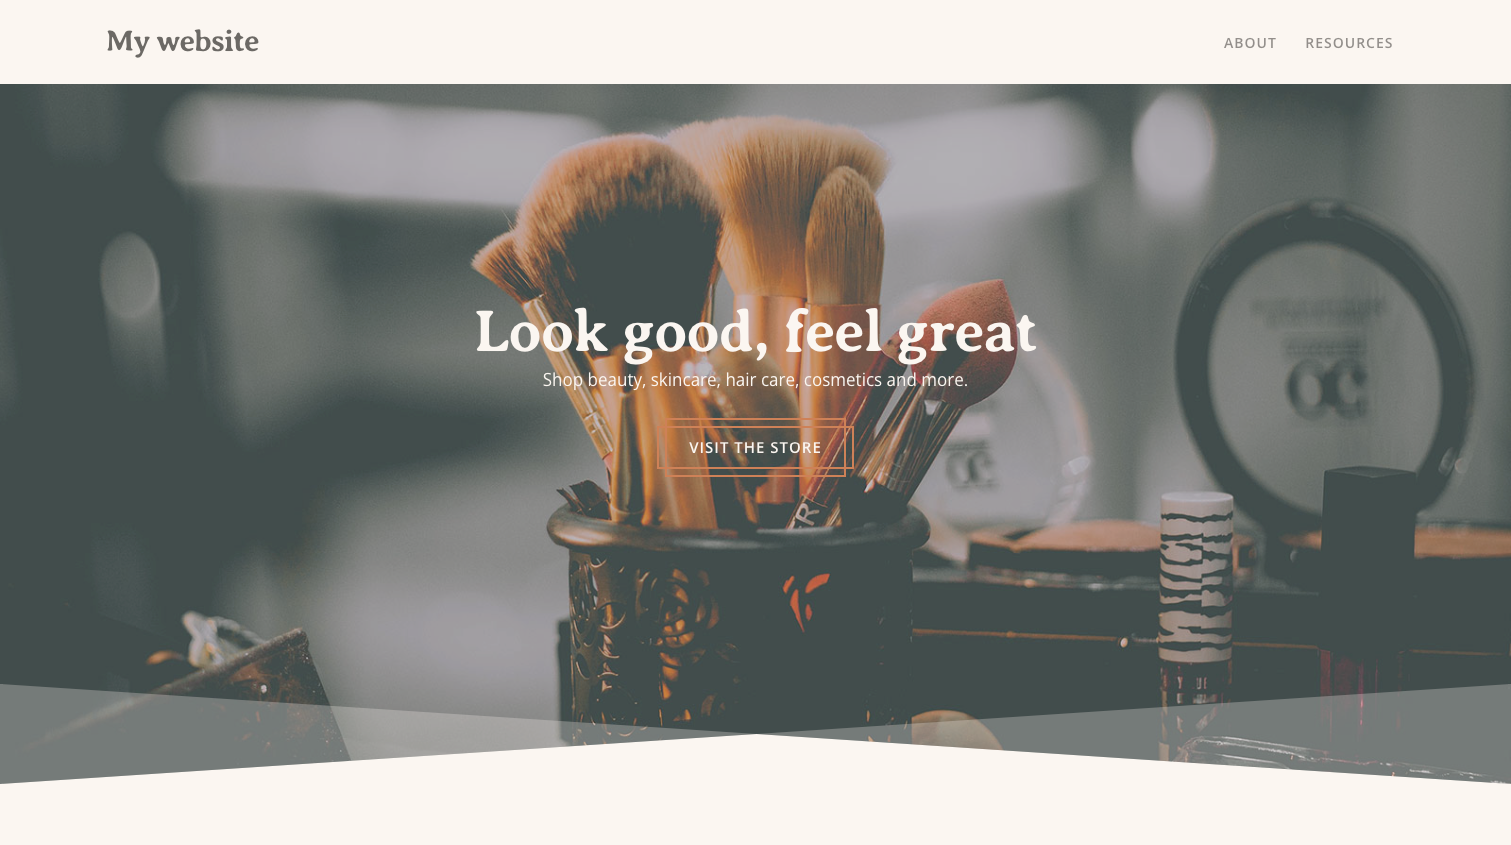 My website
ABOUT RESOURCES
Look good, feel great
Shop beauty, skincare, hair care, cosmetics and more.
VISIT THE STORE